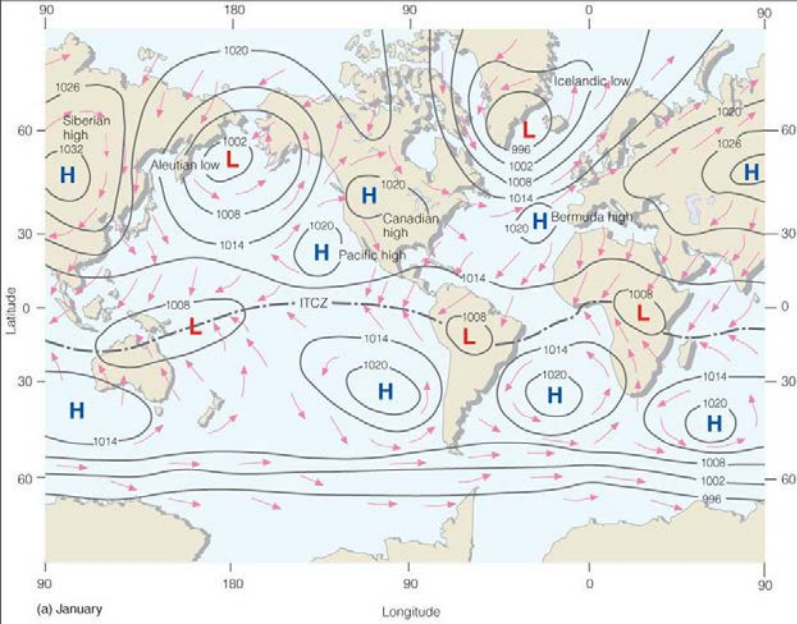 90 180 90 0 90
1020
1026
Icelandic low
Siberian
high
1020
60
L
60
1032
1002
996
1026
H
Aleutian low
L
1002
H
1008
H
1020
1014
1008
Canadian
high
H
Bermuda high
1020
1020
30
1014
30
H
Pacific high
1014
Latitude
0
1008
ITCZ
1008
0
L
1008
L
L
1014
1014
30
1020
1020
1014
30
H
H
H
1020
H
1014
1008
60
1002
60
996
90 180 90 0 90
(a) January
Longitude